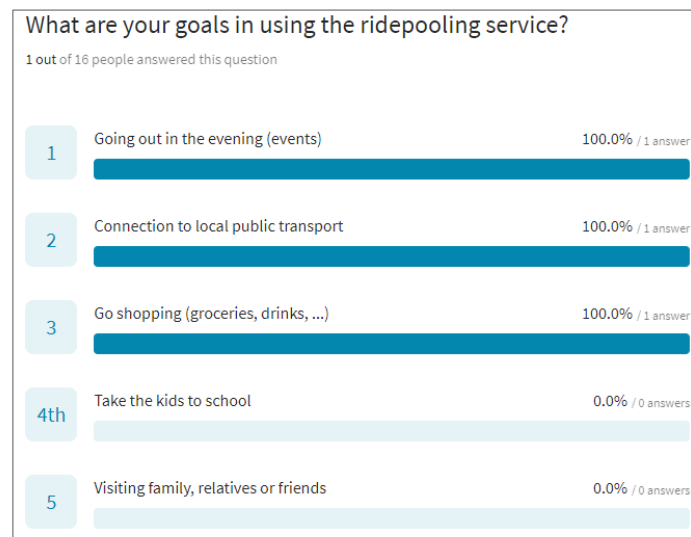 What are your goals in using the ridepooling service?
1 out of 16 people answered this question
1 Going out in the evening (events) 100.0% / 1 answer
2 Connection to local public transport 100.0% / 1 answer
3 Go shopping (groceries, drinks, ...) 100.0% / 1 answer
4th Take the kids to school 0.0% / 0 answers
5 Visiting family, relatives or friends 0.0% / 0 answers